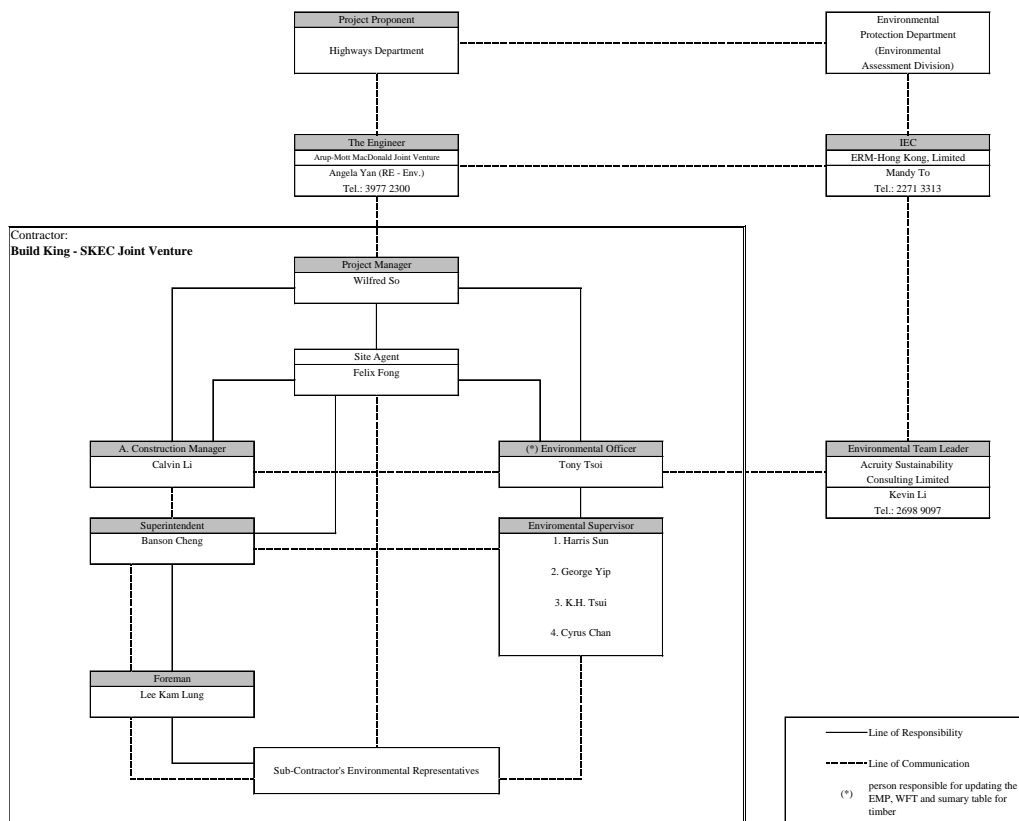 Project Proponent
Highways Department
Environmental
Protection Department
(Environmental
Assessment Division)
The Engineer
Arup-Mott MacDonald Joint Venture
Angela Yan (RE - Env.)
Tel.: 3977 2300
IEC
ERM-Hong Kong, Limited
Mandy To
Tel.: 2271 3313
Contractor:
Build King - SKEC Joint Venture
Project Manager
Wilfred So
Site Agent
Felix Fong
A. Construction Manager
Calvin Li
(*) Environmental Officer
Tony Tsoi
Environmental Team Leader
Acruity Sustainability
Consulting Limited
Kevin Li
Tel.: 2698 9097
Superintendent
Banson Cheng
Enviromental Supervisor
1. Harris Sun
2. George Yip
3. K.H. Tsui
4. Cyrus Chan
Foreman
Lee Kam Lung
Sub-Contractor's Environmental Representatives
Line of Responsibility
Line of Communication
(*) person responsible for updating the
EMP, WFT and sumary table for
timber